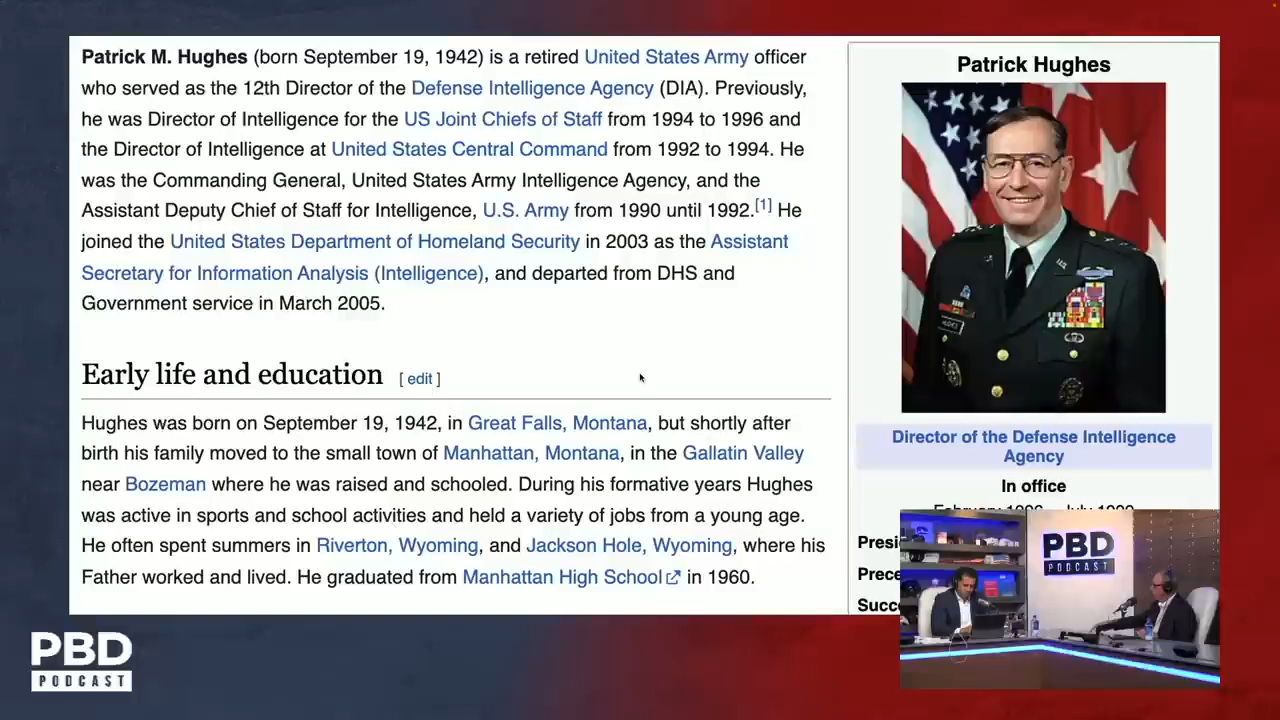 Patrick M. Hughes (born September 19, 1942) is a retired United States Army officer
who served as the 12th Director of the Defense Intelligence Agency (DIA). Previously,
he was Director of Intelligence for the US Joint Chiefs of Staff from 1994 to 1996 and
the Director of Intelligence at United States Central Command from 1992 to 1994. He
was the Commanding General, United States Army Intelligence Agency, and the
Assistant Deputy Chief of Staff for Intelligence, U.S. Army from 1990 until 1992.[1] He
joined the United States Department of Homeland Security in 2003 as the Assistant
Secretary for Information Analysis (Intelligence), and departed from DHS and
Government service in March 2005.
Early life and education [ edit ]
Hughes was born on September 19, 1942, in Great Falls, Montana, but shortly after
birth his family moved to the small town of Manhattan, Montana, in the Gallatin Valley
near Bozeman where he was raised and schooled. During his formative years Hughes
was active in sports and school activities and held a variety of jobs from a young age.
He often spent summers in Riverton, Wyoming, and Jackson Hole, Wyoming, where his
Father worked and lived. He graduated from Manhattan High School in 1960.
Patrick Hughes
HUGHES
Director of the Defense Intelligence
Agency
In office
Presi
Prece
Succ
PBD
PODCAST
PBD
PODCAST